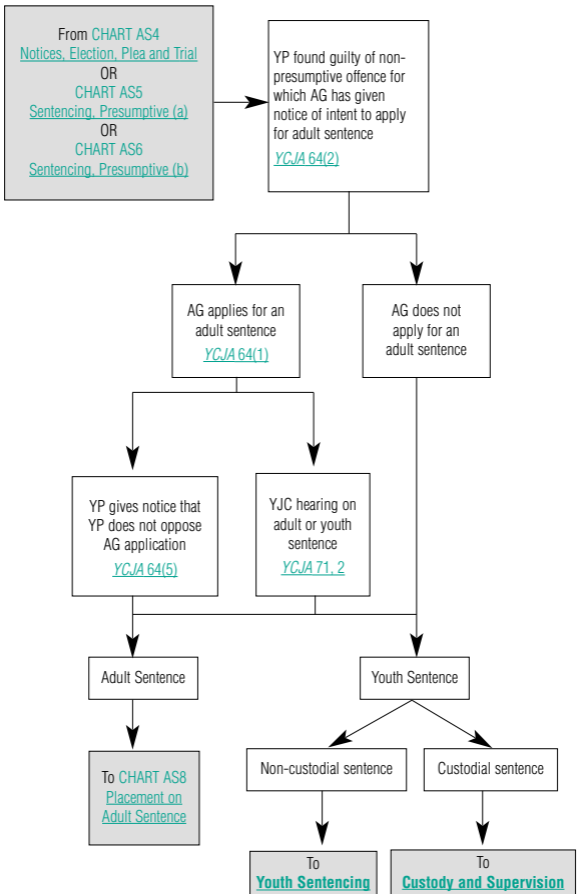 From CHART AS4
Notices, Election, Plea and Trial
OR
CHART AS5
Sentencing, Presumptive (a)
OR
CHART AS6
Sentencing, Presumptive (b)
YP found guilty of non-
presumptive offence for
which AG has given
notice of intent to apply
for adult sentence
YCJA 64(2)
AG applies for an
adult sentence
YCJA 64(1)
AG does not
apply for an
adult sentence
YP gives notice that
YP does not oppose
AG application
YCJA 64(5)
YJC hearing on
adult or youth
sentence
YCJA 71, 2
Adult Sentence
Youth Sentence
To CHART AS8
Placement on
Adult Sentence
Non-custodial sentence
Custodial sentence
To
Youth Sentencing
To
Custody and Supervision